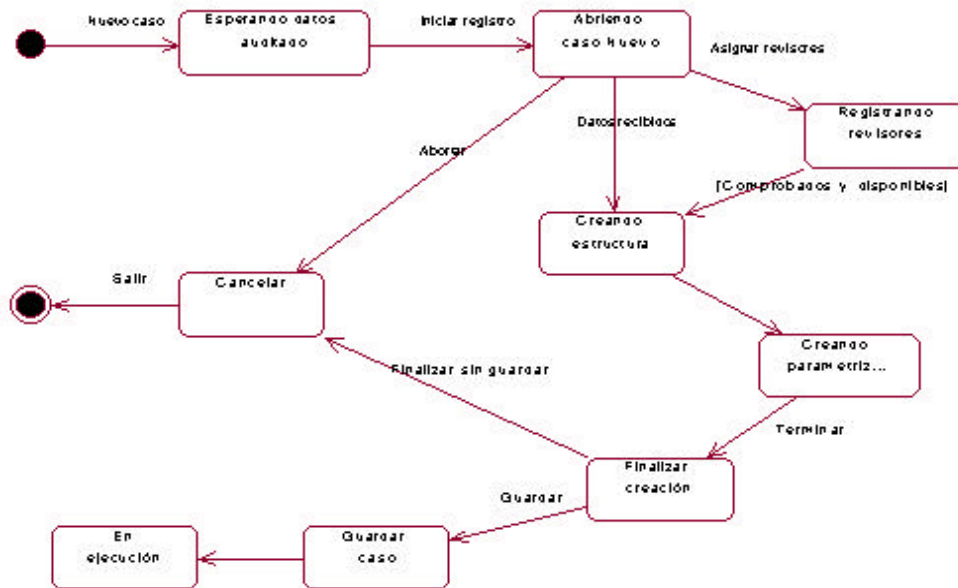 Nuevo caso
Esperando datos
auditado
Iniciar registro
Abriendo
caso Nuevo
Asignar revisores
Registrando
revisores
Datos recibidos
Abortar
[Comprobados y disponibles]
Creando
estructura
Salir
Cancelar
Creando
parametriz...
Finalizar sin guardar
Terminar
Finalizar
creación
Guardar
En
ejecución
Guardar
caso